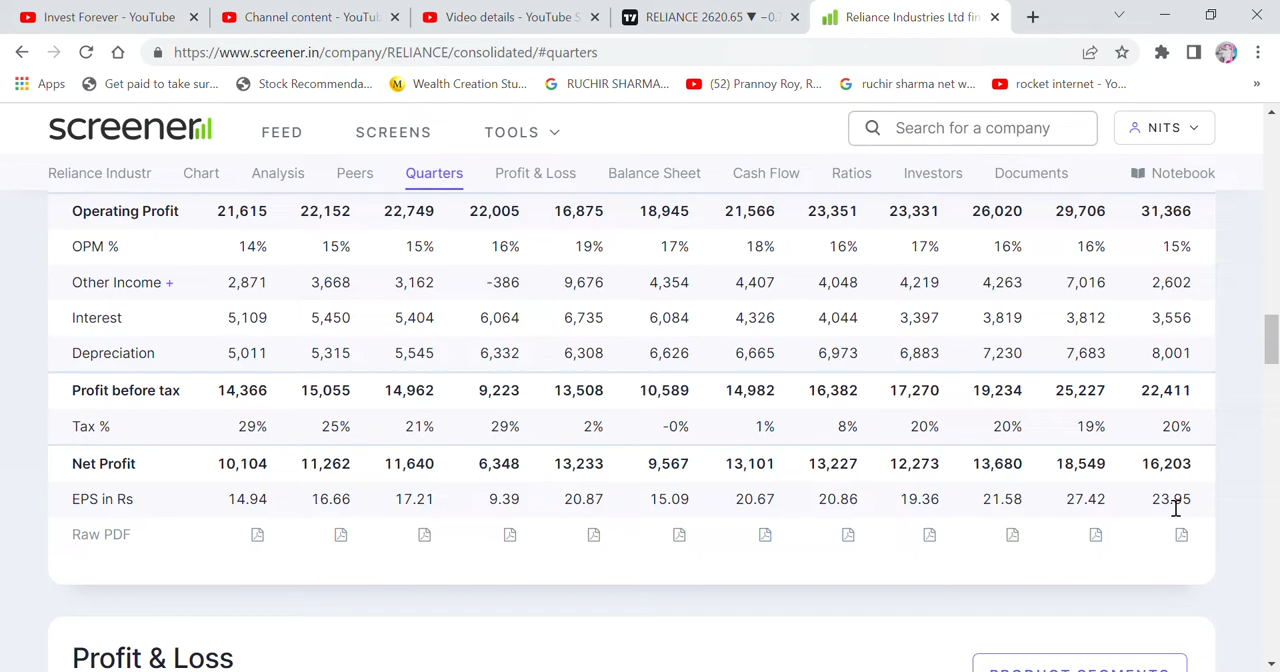 Invest Forever - YouTube
Channel content - YouTu
Video details - YouTube S
RELIANCE 2620.65 ▼ −0.
Reliance Industries Ltd fin
https://www.screener.in/company/RELIANCE/consolidated/#quarters
Apps Get paid to take sur... Stock Recommenda... Wealth Creation Stu... RUCHIR SHARMA... (52) Prannoy Roy, R... ruchir sharma net w... rocket internet - Yo... »
screener FEED SCREENS TOOLS Search for a company NITS
Reliance Industr Chart Analysis Peers Quarters Profit & Loss Balance Sheet Cash Flow Ratios Investors Documents Notebook
Operating Profit 21,615 22,152 22,749 22,005 16,875 18,945 21,566 23,351 23,331 26,020 29,706 31,366
OPM % 14% 15% 15% 16% 19% 17% 18% 16% 17% 16% 16% 15%
Other Income + 2,871 3,668 3,162 -386 9,676 4,354 4,407 4,048 4,219 4,263 7,016 2,602
Interest 5,109 5,450 5,404 6,064 6,735 6,084 4,326 4,044 3,397 3,819 3,812 3,556
Depreciation 5,011 5,315 5,545 6,332 6,308 6,626 6,665 6,973 6,883 7,230 7,683 8,001
Profit before tax 14,366 15,055 14,962 9,223 13,508 10,589 14,982 16,382 17,270 19,234 25,227 22,411
Tax % 29% 25% 21% 29% 2% -0% 1% 8% 20% 20% 19% 20%
Net Profit 10,104 11,262 11,640 6,348 13,233 9,567 13,101 13,227 12,273 13,680 18,549 16,203
EPS in Rs 14.94 16.66 17.21 9.39 20.87 15.09 20.67 20.86 19.36 21.58 27.42
Raw PDF
Profit & Loss
PRODUCT SEGMENTS